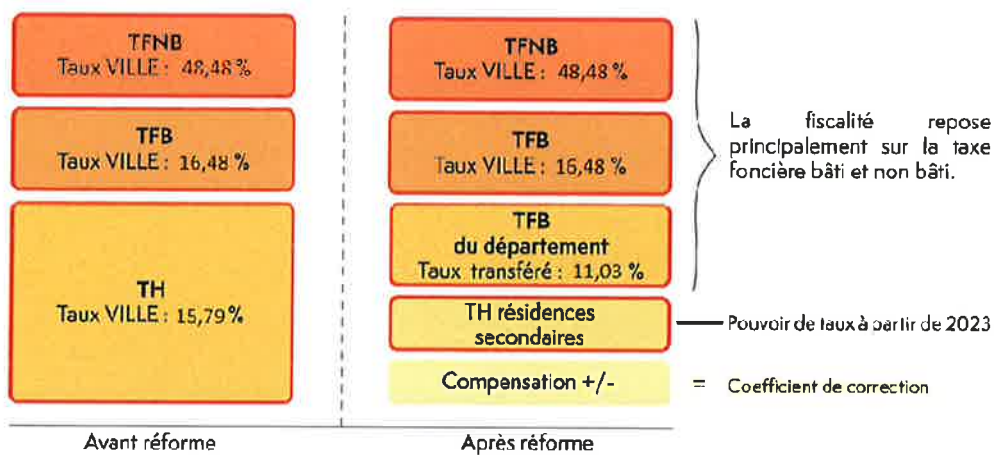 TFNB
Taux VILLE : 48,48 %
TFB
Taux VILLE : 16,48 %
TH
Taux VILLE : 15,79 %
Avant réforme
TFNB
Taux VILLE : 48,48 %
TFB
Taux VILLE : 16,48 %
TFB
du département
Taux transféré : 11,03 %
TH résidences
secondaires
Compensation +/-
Après réforme
La fiscalité repose
principalement sur la taxe
foncière bâti et non bâti.
Pouvoir de taux à partir de 2023
= Coefficient de correction